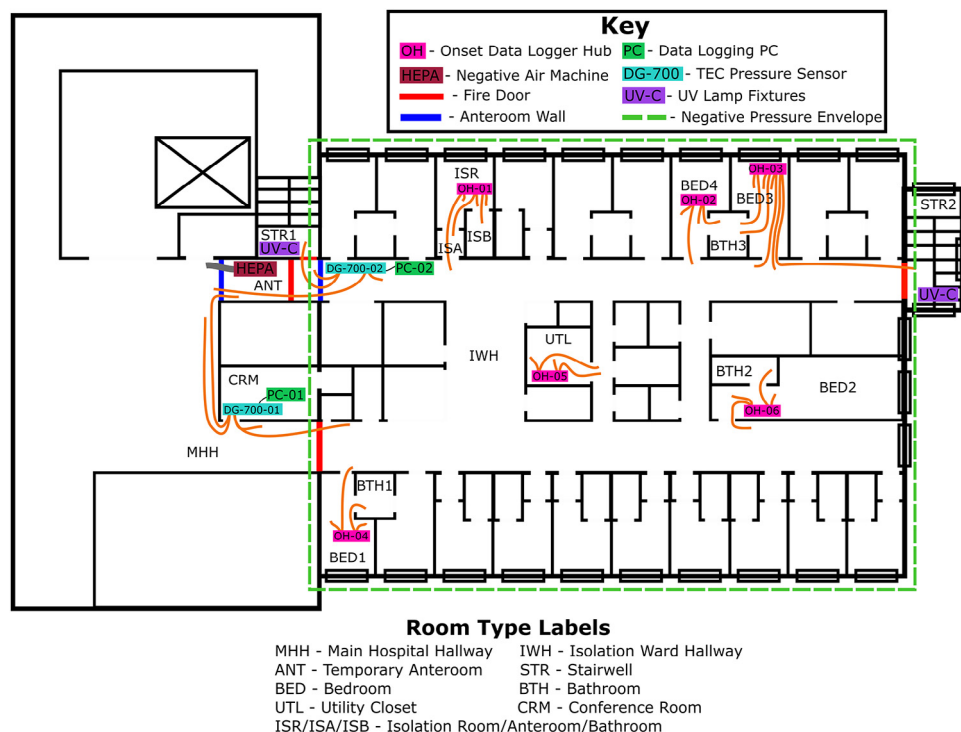 Key
OH - Onset Data Logger Hub
PC - Data Logging PC
HEPA - Negative Air Machine
DG-700 - TEC Pressure Sensor
- Fire Door
UV-C - UV Lamp Fixtures
- Anteroom Wall
- Negative Pressure Envelope
ISR
OH-01
ISA
ISB
BED4
OH-02
BTH3
OH-03
BED3
STR2
UV-C
STR1
UV-C
HEPA
ANT
DG-700-02
PC-02
IWH
UTL
OH-05
BTH2
BED2
OH-06
CRM
PC-01
DG-700-01
MHH
BTH1
OH-04
BED1
Room Type Labels
MHH - Main Hospital Hallway
IWH - Isolation Ward Hallway
ANT - Temporary Anteroom
STR - Stairwell
BED - Bedroom
BTH - Bathroom
UTL - Utility Closet
CRM - Conference Room
ISR/ISA/ISB - Isolation Room/Anteroom/Bathroom